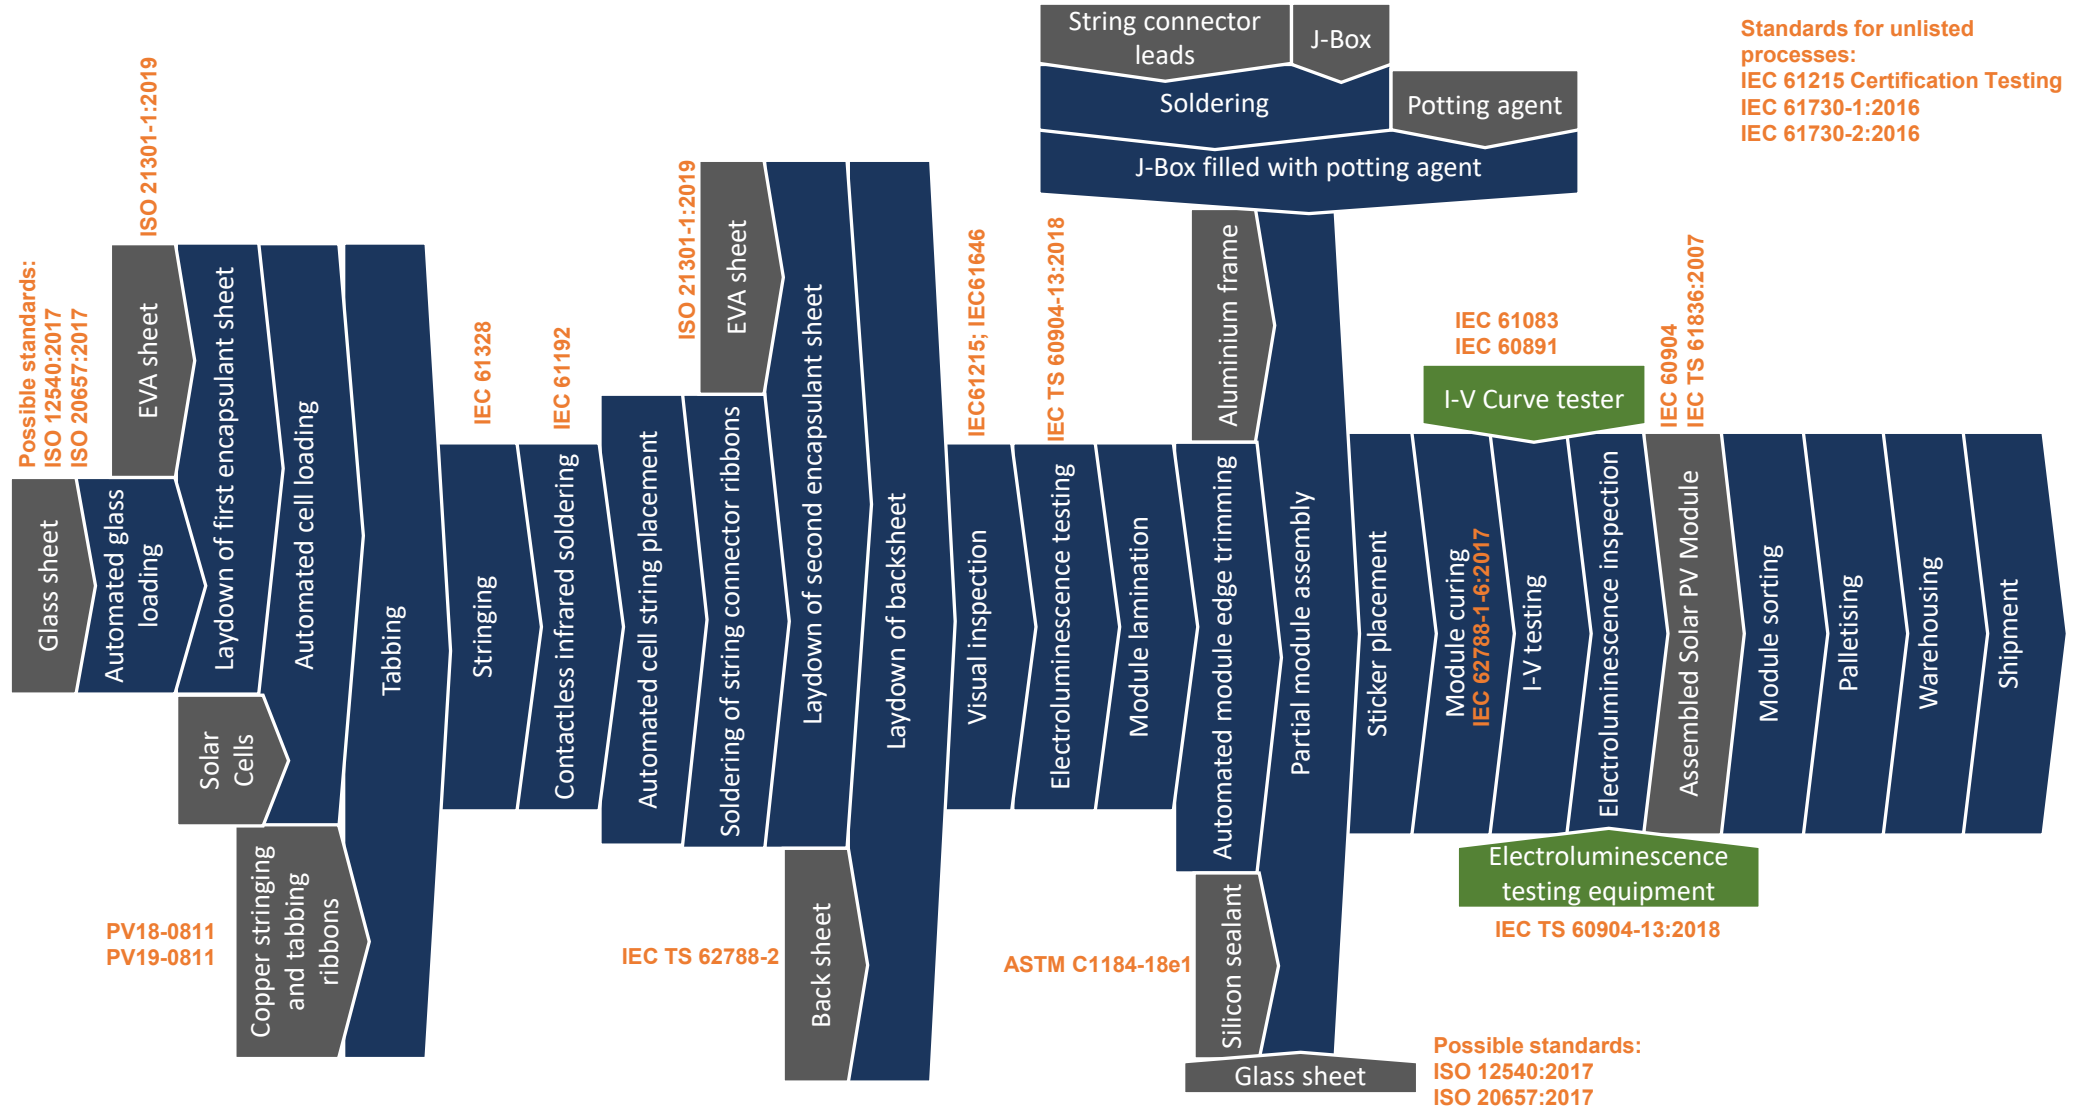 String connector
leads
J-Box
Soldering
Potting agent
J-Box filled with potting agent
Standards for unlisted
processes:
IEC 61215 Certification Testing
IEC 61730-1:2016
IEC 61730-2:2016
Possible standards:
ISO 12540:2017
ISO 20657:2017
Glass sheet
Automated glass
loading
ISO 21301-1:2019
EVA sheet
Laydown of first encapsulant sheet
Solar
Cells
Automated cell loading
PV18-0811
PV19-0811
Copper stringing
and tabbing
ribbons
Tabbing
IEC 61328
Stringing
IEC 61192
Contactless infrared soldering
Automated cell string placement
Soldering of string connector ribbons
ISO 21301-1:2019
EVA sheet
Laydown of second encapsulant sheet
IEC TS 62788-2
Back sheet
Laydown of backsheet
IEC61215; IEC61646
Visual inspection
IEC TS 60904-13:2018
Electroluminescence testing
Module lamination
Automated module edge trimming
Aluminium frame
ASTM C1184-18e1
Silicon sealant
Glass sheet
Possible standards:
ISO 12540:2017
ISO 20657:2017
Partial module assembly
Sticker placement
Module curing
IEC 62788-1-6:2017
IEC 61083
IEC 60891
I-V Curve tester
I-V testing
Electroluminescence inspection
Electroluminescence
testing equipment
IEC TS 60904-13:2018
IEC 60904
IEC TS 61836:2007
Assembled Solar PV Module
Module sorting
Palletising
Warehousing
Shipment